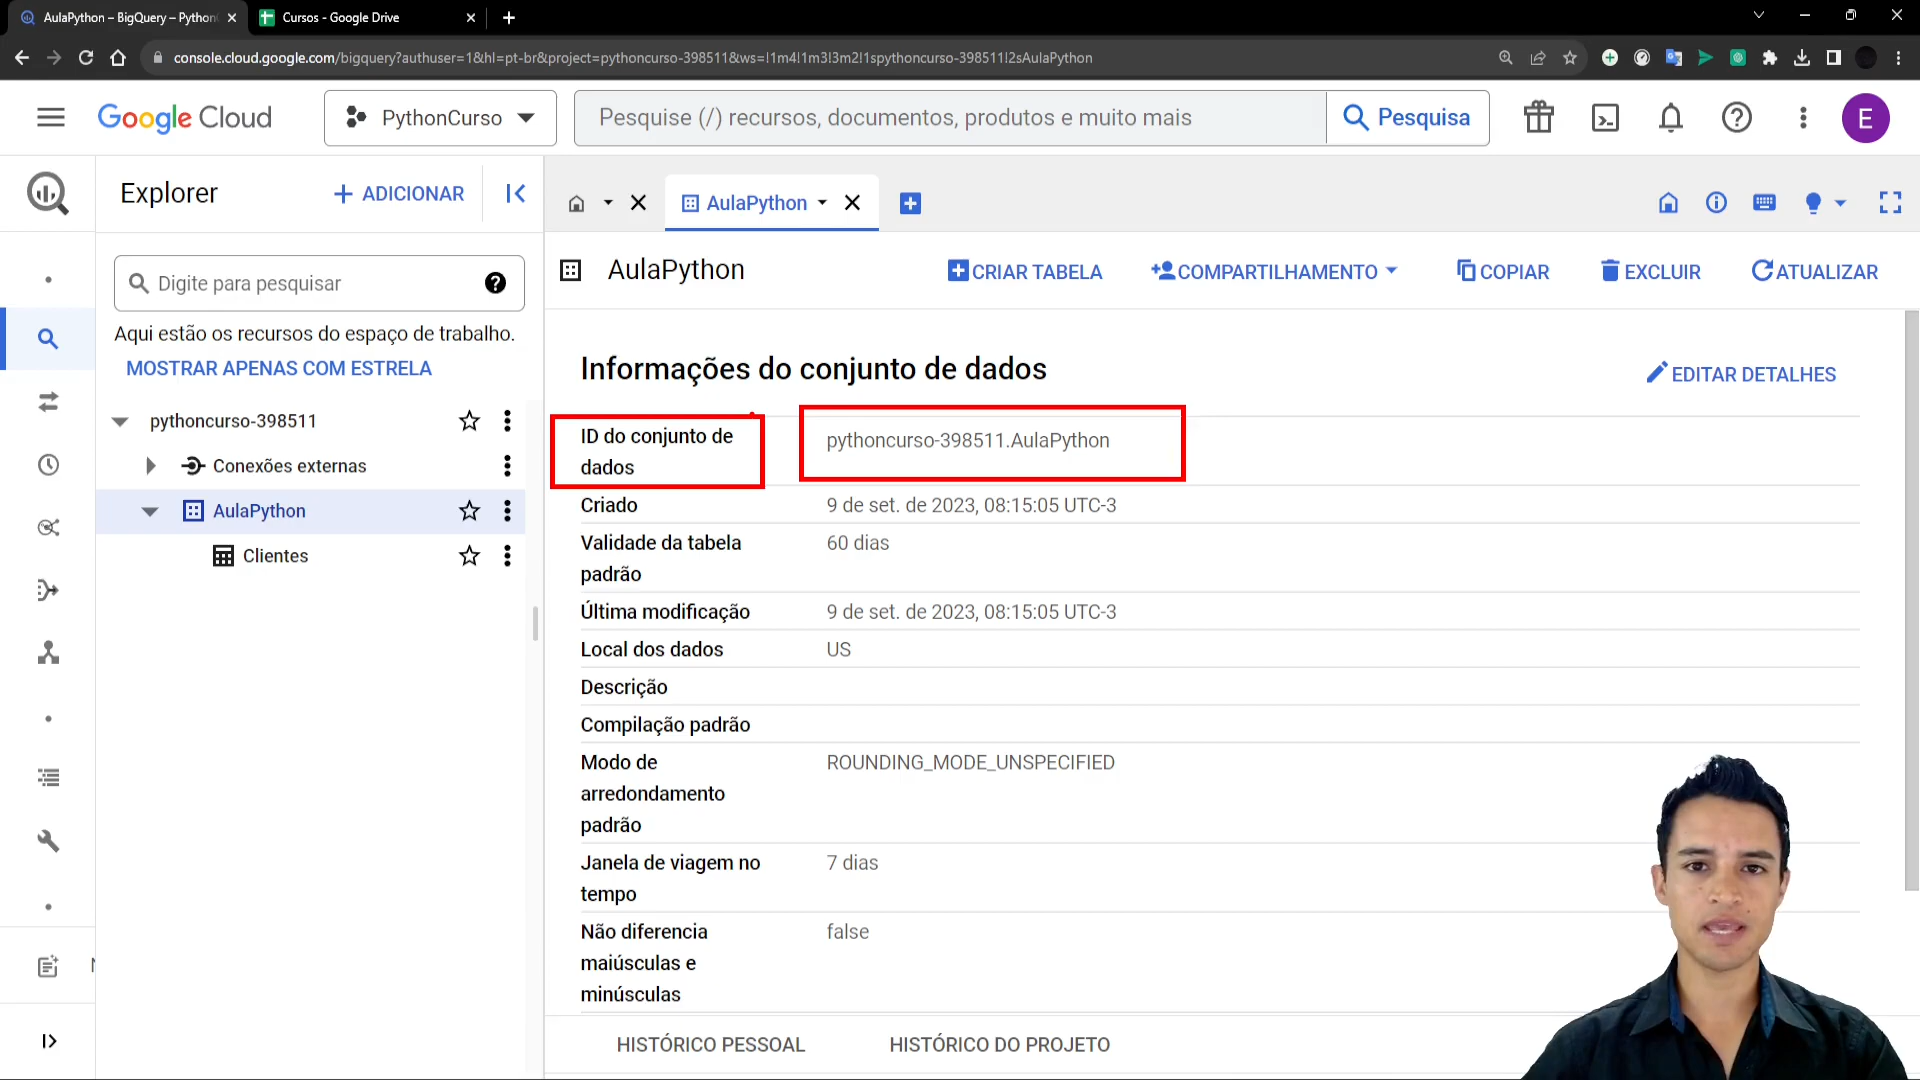 AulaPython – BigQuery – Python
Cursos - Google Drive
console.cloud.google.com/bigquery?authuser=1&hl=pt-br&project=pythoncurso-398511&ws=!1m4!1m3!3m2!1spythoncurso-398511!2sAulaPython
Google Cloud
PythonCurso
Pesquise (/) recursos, documentos, produtos e muito mais
Pesquisa
E
Explorer
ADICIONAR
AulaPython
Digite para pesquisar
AulaPython
CRIAR TABELA
COMPARTILHAMENTO
COPIAR
EXCLUIR
ATUALIZAR
Aqui estão os recursos do espaço de trabalho.
MOSTRAR APENAS COM ESTRELA
pythoncurso-398511
Conexões externas
AulaPython
Clientes
Informações do conjunto de dados
EDITAR DETALHES
ID do conjunto de
dados
pythoncurso-398511.AulaPython
Criado
9 de set. de 2023, 08:15:05 UTC-3
Validade da tabela
padrão
60 dias
Última modificação
9 de set. de 2023, 08:15:05 UTC-3
Local dos dados
US
Descrição
Compilação padrão
Modo de
arredondamento
padrão
ROUNDING_MODE_UNSPECIFIED
Janela de viagem no
tempo
7 dias
Não diferencia
maiúsculas e
minúsculas
false
HISTÓRICO PESSOAL
HISTÓRICO DO PROJETO